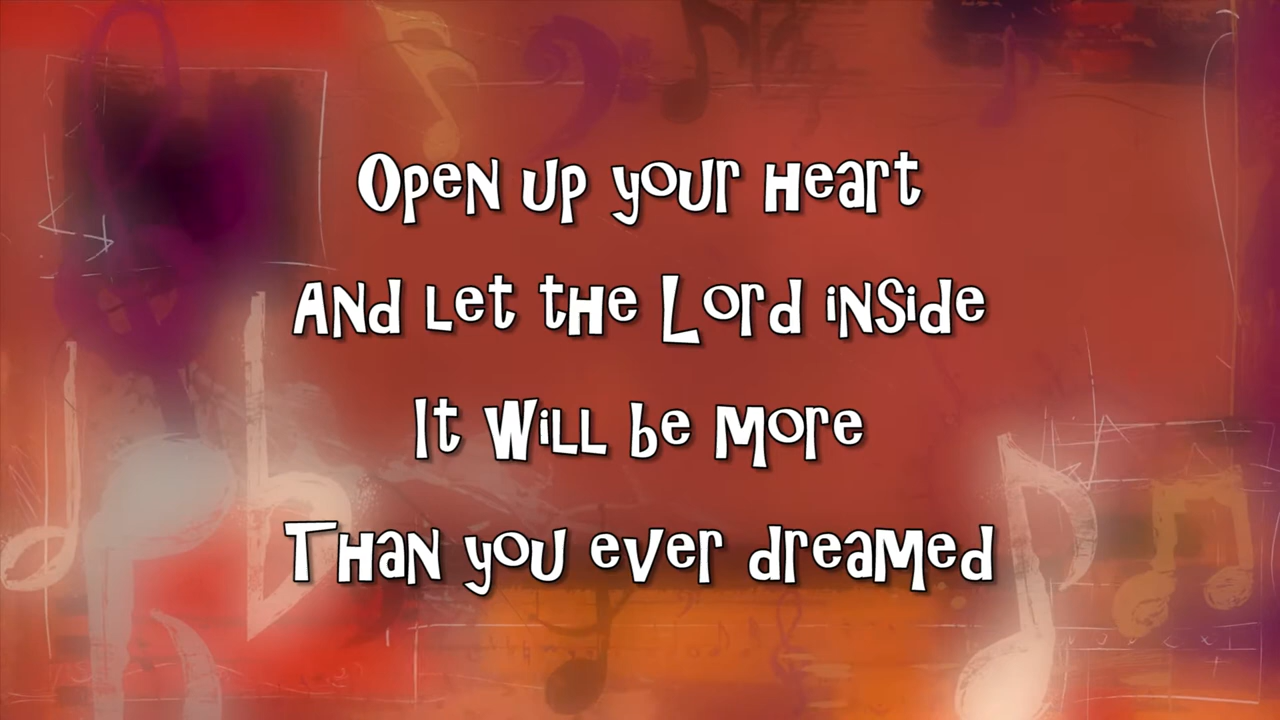 Open up your heart
And let the Lord inside
It will be more
Than you ever dreamed